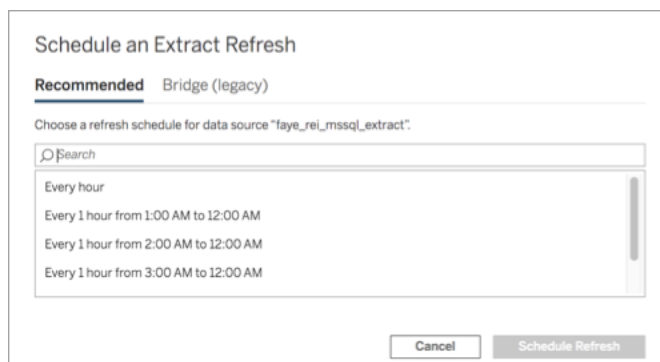 Schedule an Extract Refresh
Recommended Bridge (legacy)
Choose a refresh schedule for data source "faye_rei_mssql_extract".
Search
Every hour
Every 1 hour from 1:00 AM to 12:00 AM
Every 1 hour from 2:00 AM to 12:00 AM
Every 1 hour from 3:00 AM to 12:00 AM
Cancel Schedule Refresh